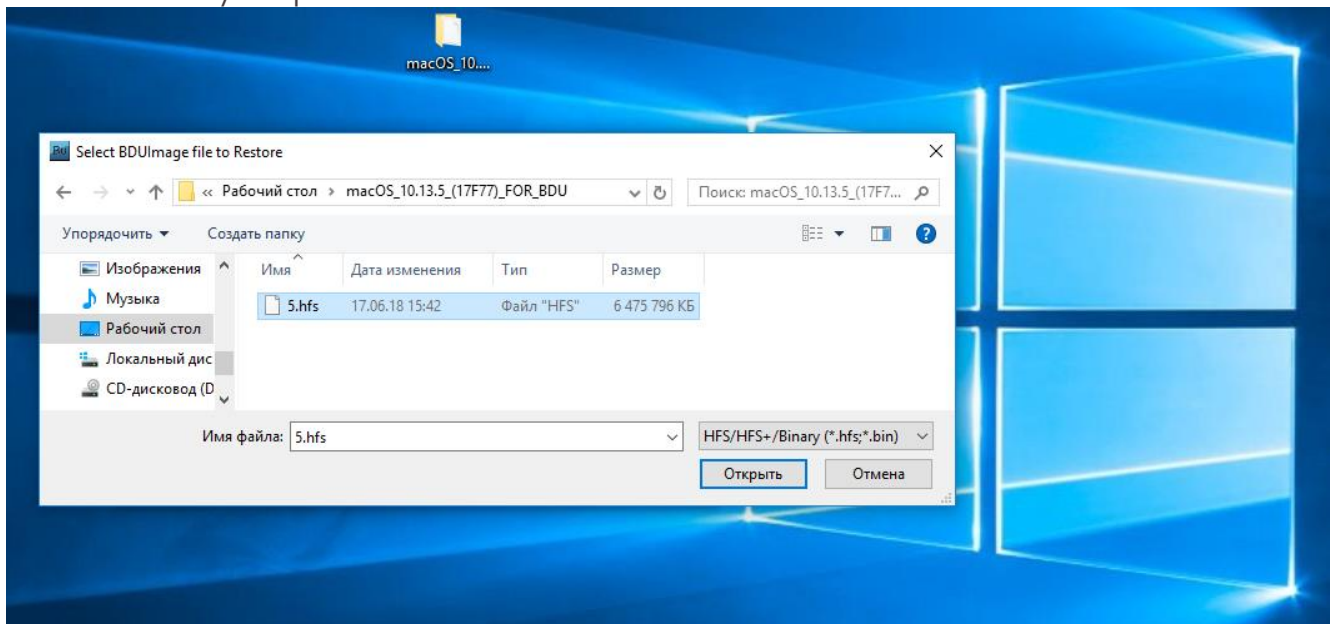 macOS_10....
Bu Select BDUImage file to Restore
« Рабочий стол > macOS_10.13.5_(17F77)_FOR_BDU Поиск: macOS_10.13.5_(17F7...
Упорядочить Создать папку
Изображения Имя Дата изменения Тип Размер
Музыка 5.hfs 17.06.18 15:42 Файл "HFS" 6 475 796 КБ
Рабочий стол
Локальный дис
CD-дисковод (D
Имя файла: 5.hfs HFS/HFS+/Binary (*.hfs;*.bin)
Открыть Отмена